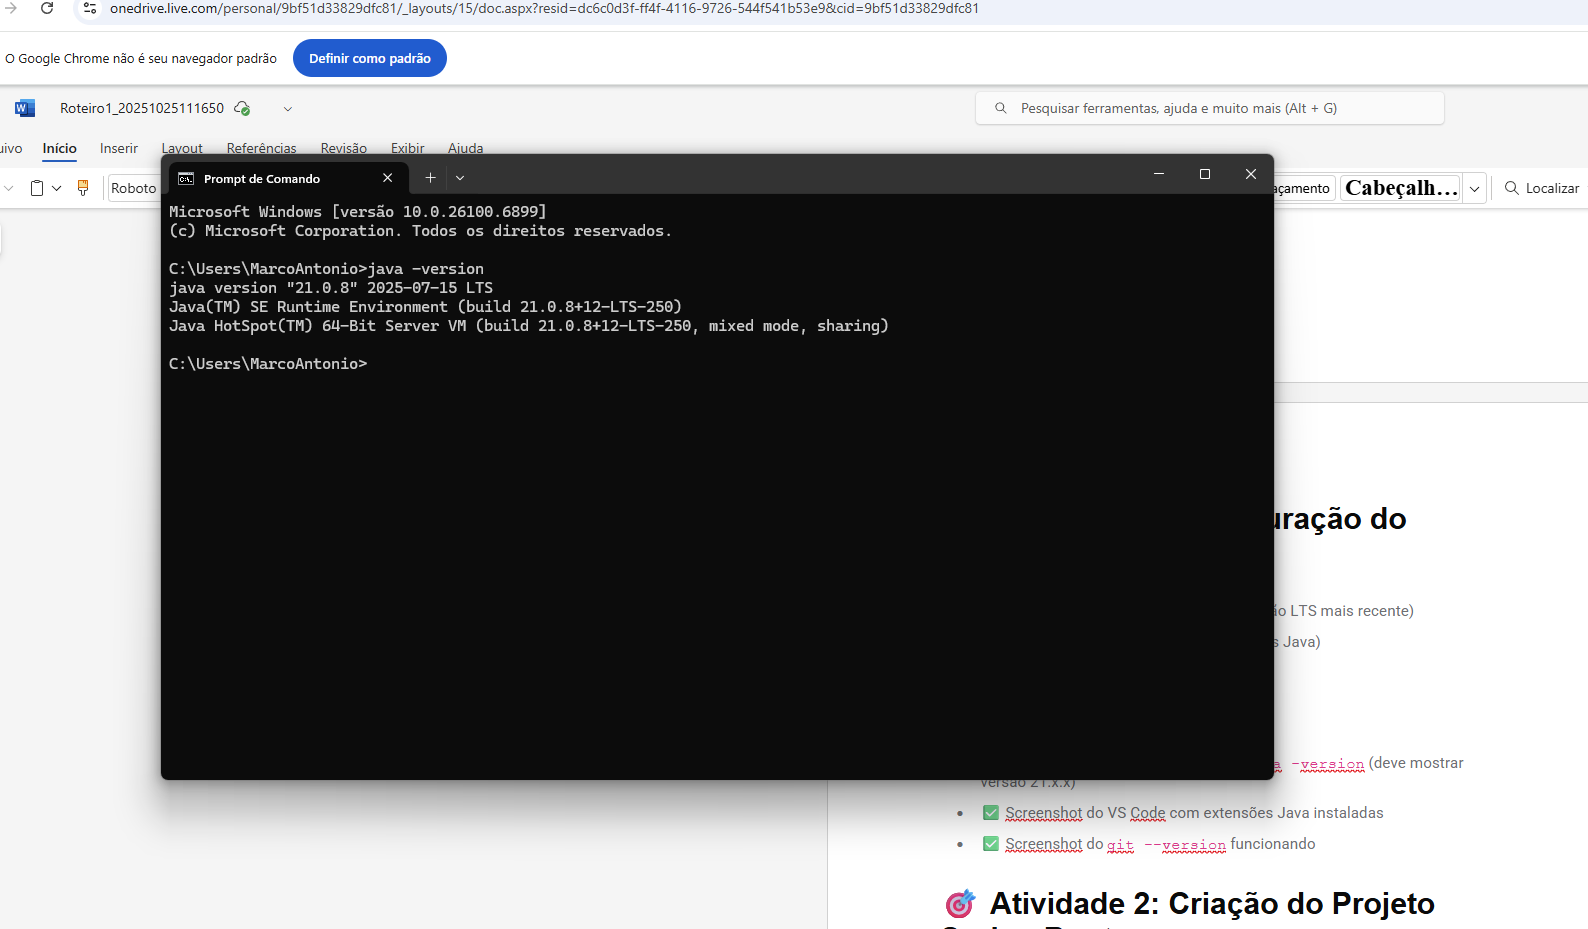 onedrive.live.com/personal/9bf51d33829dfc81/_layouts/15/doc.aspx?resid=dc6c0d3f-ff4f-4116-9726-544f541b53e9&cid=9bf51d33829dfc81
O Google Chrome não é seu navegador padrão
Definir como padrão
Roteiro1_20251025111650
Pesquisar ferramentas, ajuda e muito mais (Alt + G)
Início Inserir Layout Referências Revisão Exibir Ajuda
Roboto
Cabeçalh...
Localizar
Prompt de Comando
Microsoft Windows [versão 10.0.26100.6899]
(c) Microsoft Corporation. Todos os direitos reservados.
C:\Users\MarcoAntonio>java -version
java version "21.0.8" 2025-07-15 LTS
Java(TM) SE Runtime Environment (build 21.0.8+12-LTS-250)
Java HotSpot(TM) 64-Bit Server VM (build 21.0.8+12-LTS-250, mixed mode, sharing)
C:\Users\MarcoAntonio>
do
LTS mais recente)
Java)
-version (deve mostrar
versão 21.x.x)
Screenshot do VS Code com extensões Java instaladas
Screenshot do git --version funcionando
Atividade 2: Criação do Projeto